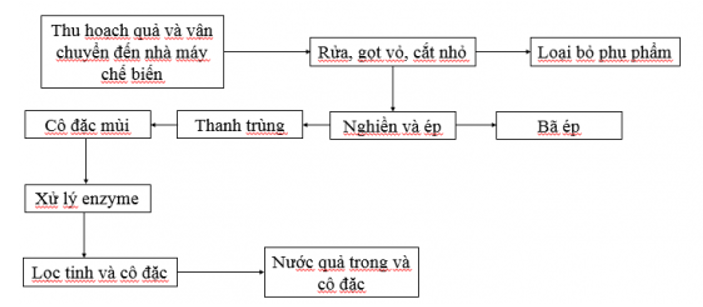 Thu hoạch quả và vân
chuyển đến nhà máy
chế biến
Rửa, gọt vỏ, cắt nhỏ
Loại bỏ phụ phẩm
Cô đặc mùi
Thanh trùng
Nghiền và ép
Bã ép
Xử lý enzyme
Lọc tinh và cô đặc
Nước quả trong và
cô đặc